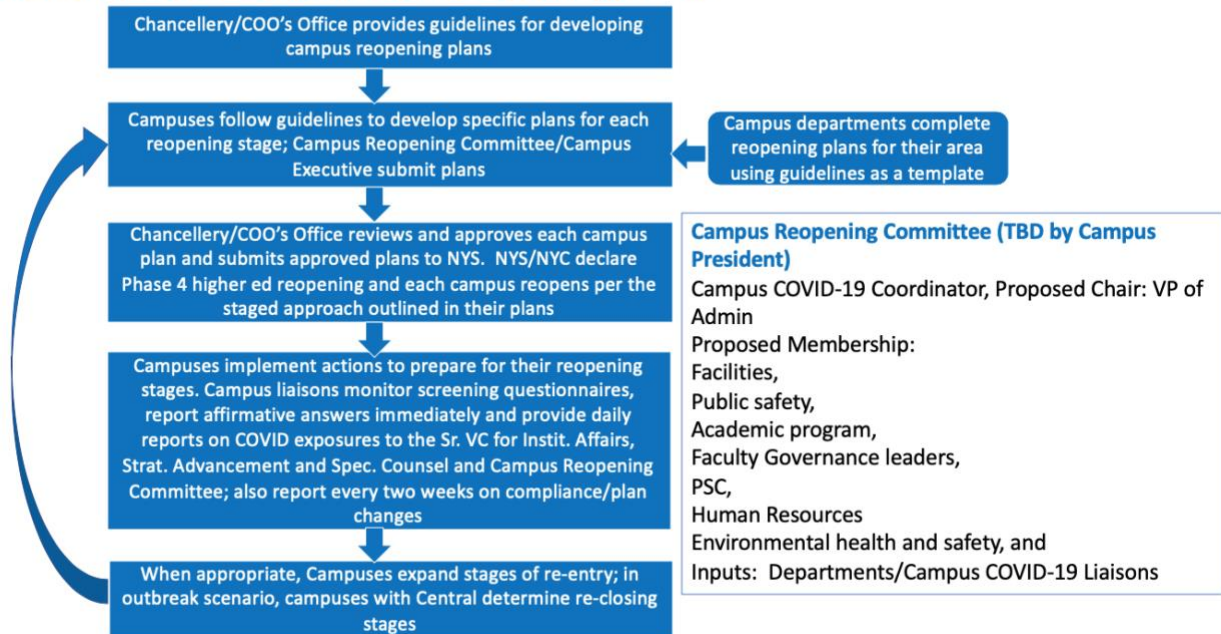 Chancellery/COO's Office provides guidelines for developing
campus reopening plans
Campuses follow guidelines to develop specific plans for each
reopening stage; Campus Reopening Committee/Campus
Executive submit plans
Campus departments complete
reopening plans for their area
using guidelines as a template
Chancellery/COO's Office reviews and approves each campus
plan and submits approved plans to NYS.  NYS/NYC declare
Phase 4 higher ed reopening and each campus reopens per the
staged approach outlined in their plans
Campuses implement actions to prepare for their reopening
stages. Campus liaisons monitor screening questionnaires,
report affirmative answers immediately and provide daily
reports on COVID exposures to the Sr. VC for Instit. Affairs,
Strat. Advancement and Spec. Counsel and Campus Reopening
Committee; also report every two weeks on compliance/plan
changes
When appropriate, Campuses expand stages of re-entry; in
outbreak scenario, campuses with Central determine re-closing
stages
Campus Reopening Committee (TBD by Campus
President)
Campus COVID-19 Coordinator, Proposed Chair: VP of
Admin
Proposed Membership:
Facilities,
Public safety,
Academic program,
Faculty Governance leaders,
PSC,
Human Resources
Environmental health and safety, and
Inputs:  Departments/Campus COVID-19 Liaisons